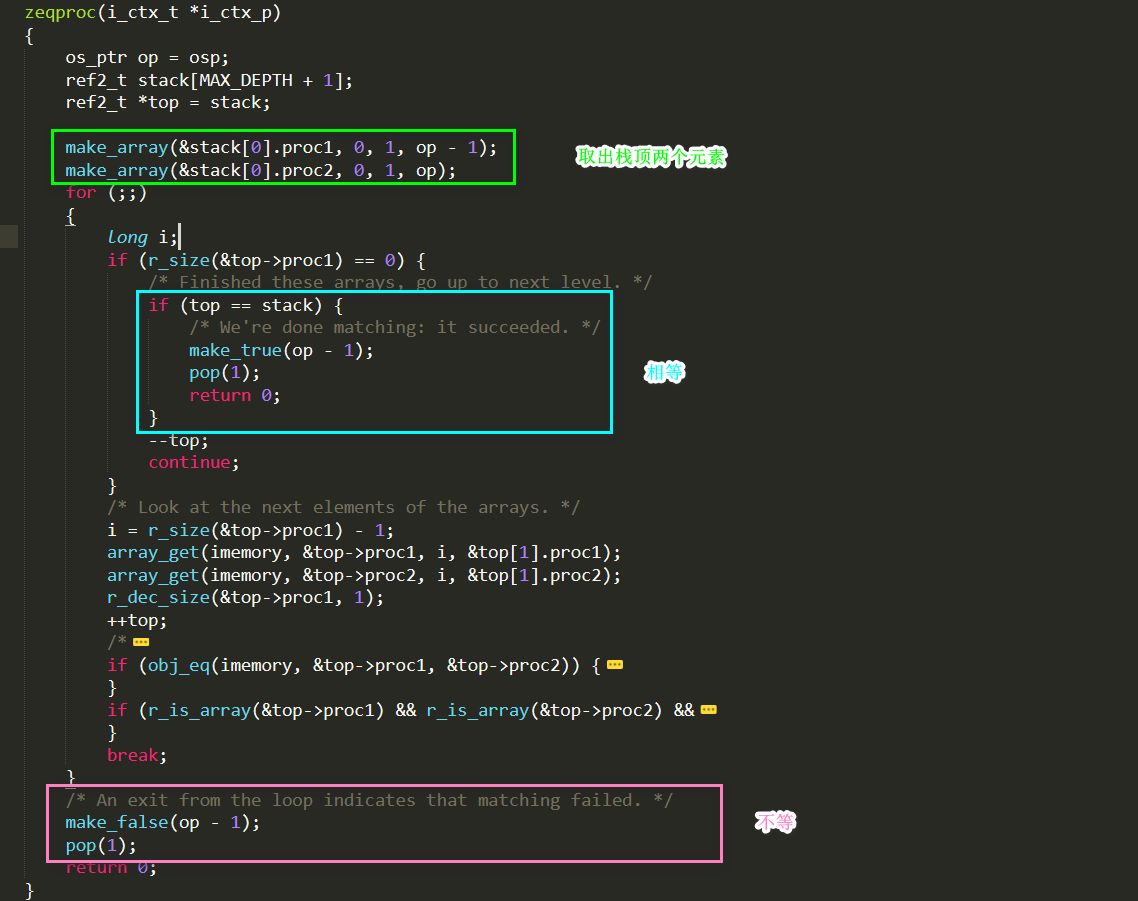 zeqproc(i_ctx_t *i_ctx_p)
{
os_ptr op = osp;
ref2_t stack[MAX_DEPTH + 1];
ref2_t *top = stack;
make_array(&stack[0].proc1, 0, 1, op - 1);
取出栈顶两个元素
make_array(&stack[0].proc2, 0, 1, op);
for (;;)
{
long i;
if (r_size(&top->proc1) == 0) {
/* Finished these arrays, go up to next level. */
if (top == stack) {
/* We're done matching: it succeeded. */
make_true(op - 1);
pop(1);
相等
return 0;
}
--top;
continue;
}
/* Look at the next elements of the arrays. */
i = r_size(&top->proc1) - 1;
array_get(imemory, &top->proc1, i, &top[1].proc1);
array_get(imemory, &top->proc2, i, &top[1].proc2);
r_dec_size(&top->proc1, 1);
++top;
/*
if (obj_eq(imemory, &top->proc1, &top->proc2)) {
}
if (r_is_array(&top->proc1) && r_is_array(&top->proc2) &&
}
break;
}
/* An exit from the loop indicates that matching failed. */
make_false(op - 1);
不等
pop(1);
return 0;
}